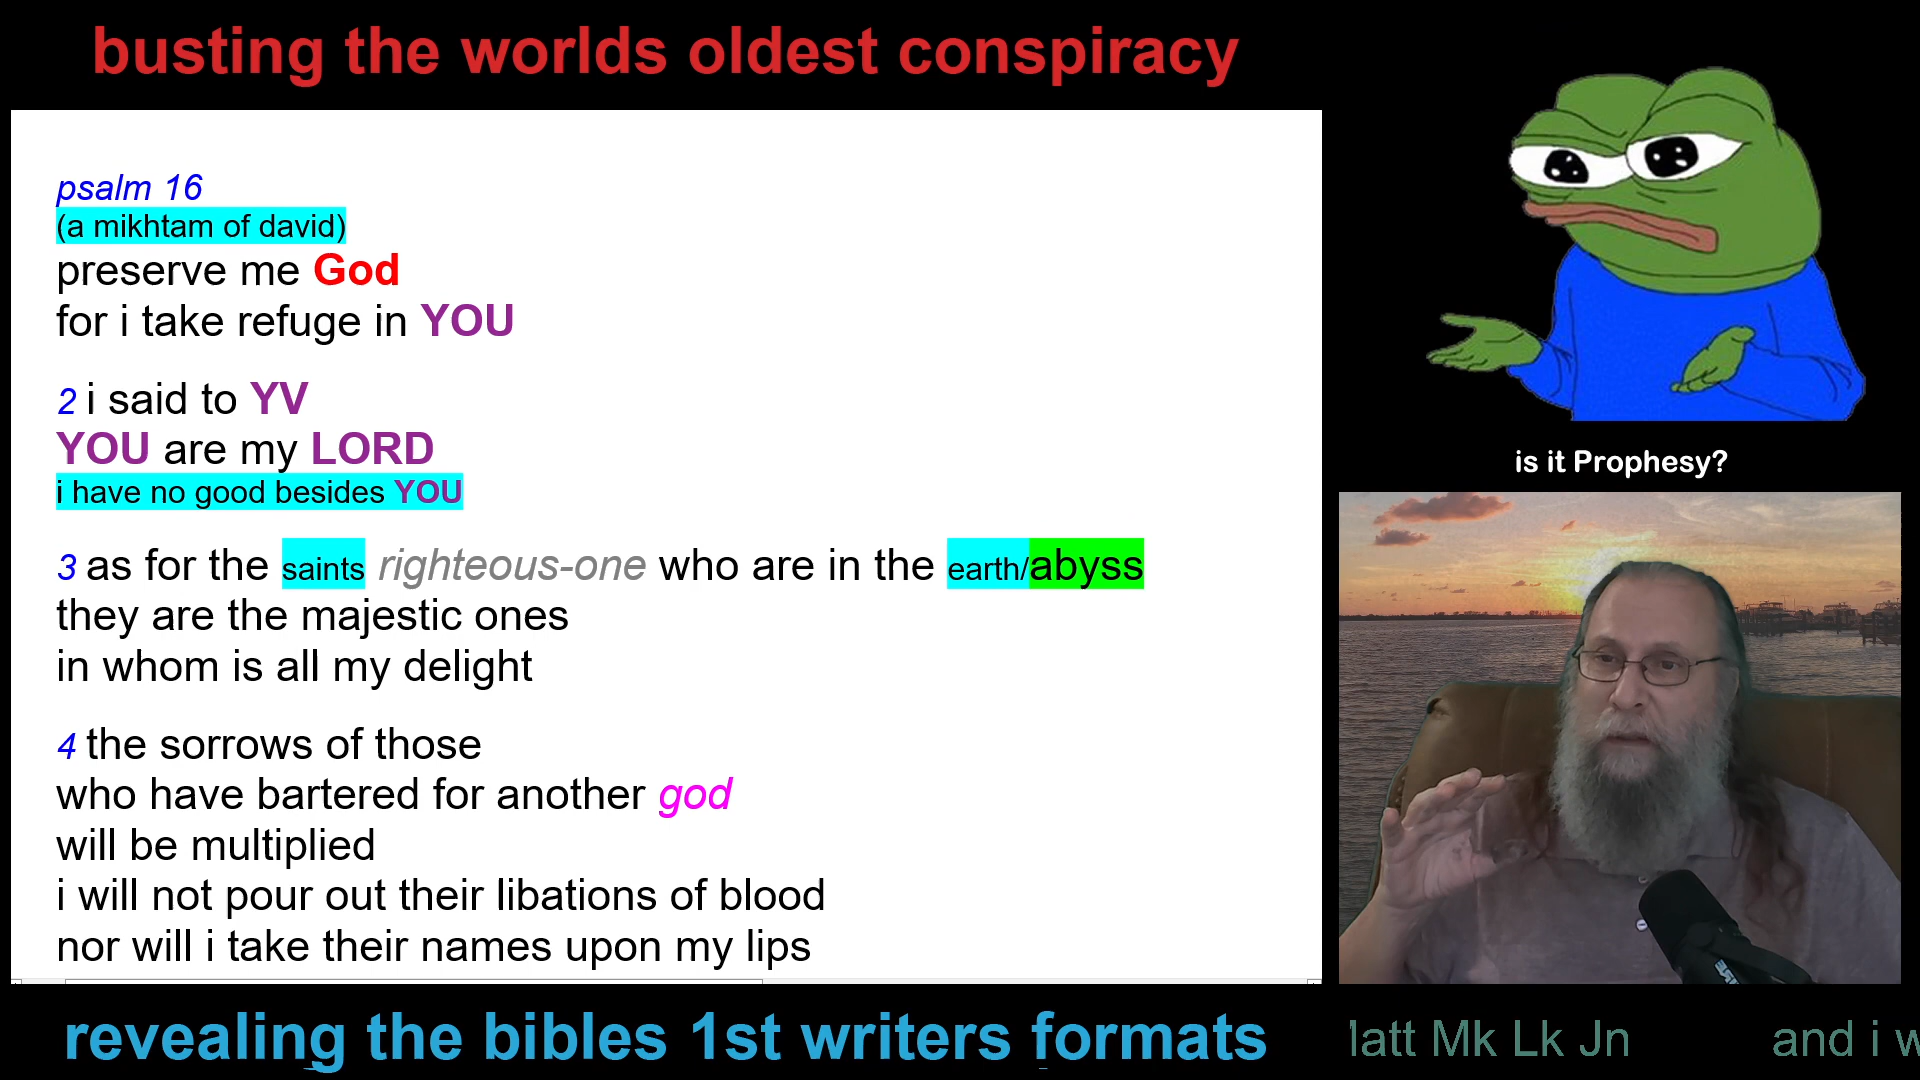 busting the worlds oldest conspiracy
psalm 16
(a mikhtam of david)
preserve me God
for i take refuge in YOU
2 i said to YV
YOU are my LORD
i have no good besides YOU
3 as for the saints righteous-one who are in the earth/abyss
they are the majestic ones
in whom is all my delight
4 the sorrows of those
who have bartered for another god
will be multiplied
i will not pour out their libations of blood
nor will i take their names upon my lips
is it Prophesy?
revealing the bibles 1st writers formats
Mk Lk Jn and i